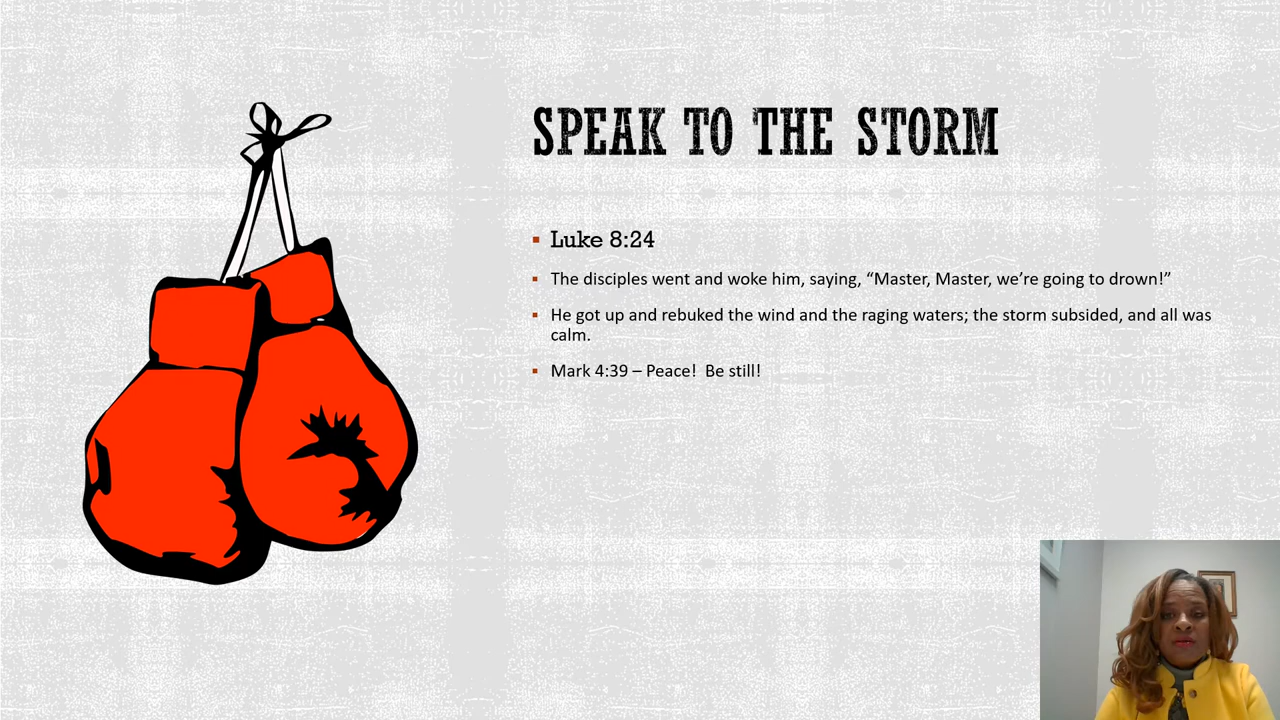 SPEAK TO THE STORM
▪ Luke 8:24
▪ The disciples went and woke him, saying, “Master, Master, we’re going to drown!”
▪ He got up and rebuked the wind and the raging waters; the storm subsided, and all was
calm.
▪ Mark 4:39 – Peace!  Be still!